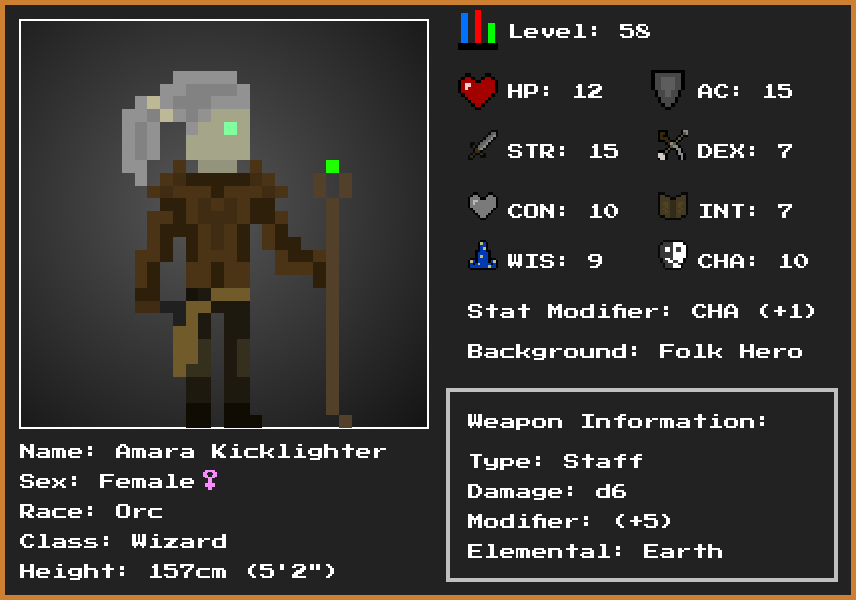 Level: 58
HP: 12
AC: 15
STR: 15
DEX: 7
CON: 10
INT: 7
WIS: 9
CHA: 10
Stat Modifier: CHA (+1)
Background: Folk Hero
Weapon Information:
Type: Staff
Damage: d6
Modifier: (+5)
Elemental: Earth
Name: Amara Kicklighter
Sex: Female♀
Race: Orc
Class: Wizard
Height: 157cm (5'2")